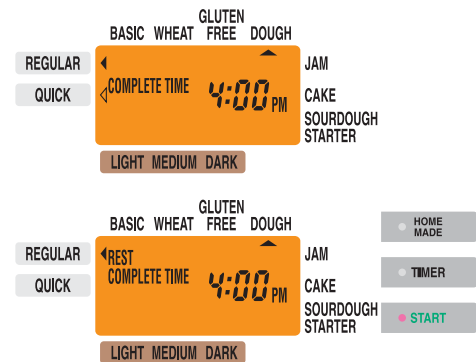 GLUTEN
BASIC WHEAT FREE DOUGH
REGULAR
JAM
QUICK
COMPLETE TIME 4:00 PM
CAKE
SOURDOUGH
STARTER
LIGHT MEDIUM DARK
GLUTEN
BASIC WHEAT FREE DOUGH
HOME
MADE
REGULAR
REST
JAM
TIMER
QUICK
COMPLETE TIME 4:00 PM
CAKE
SOURDOUGH
STARTER
START
LIGHT MEDIUM DARK